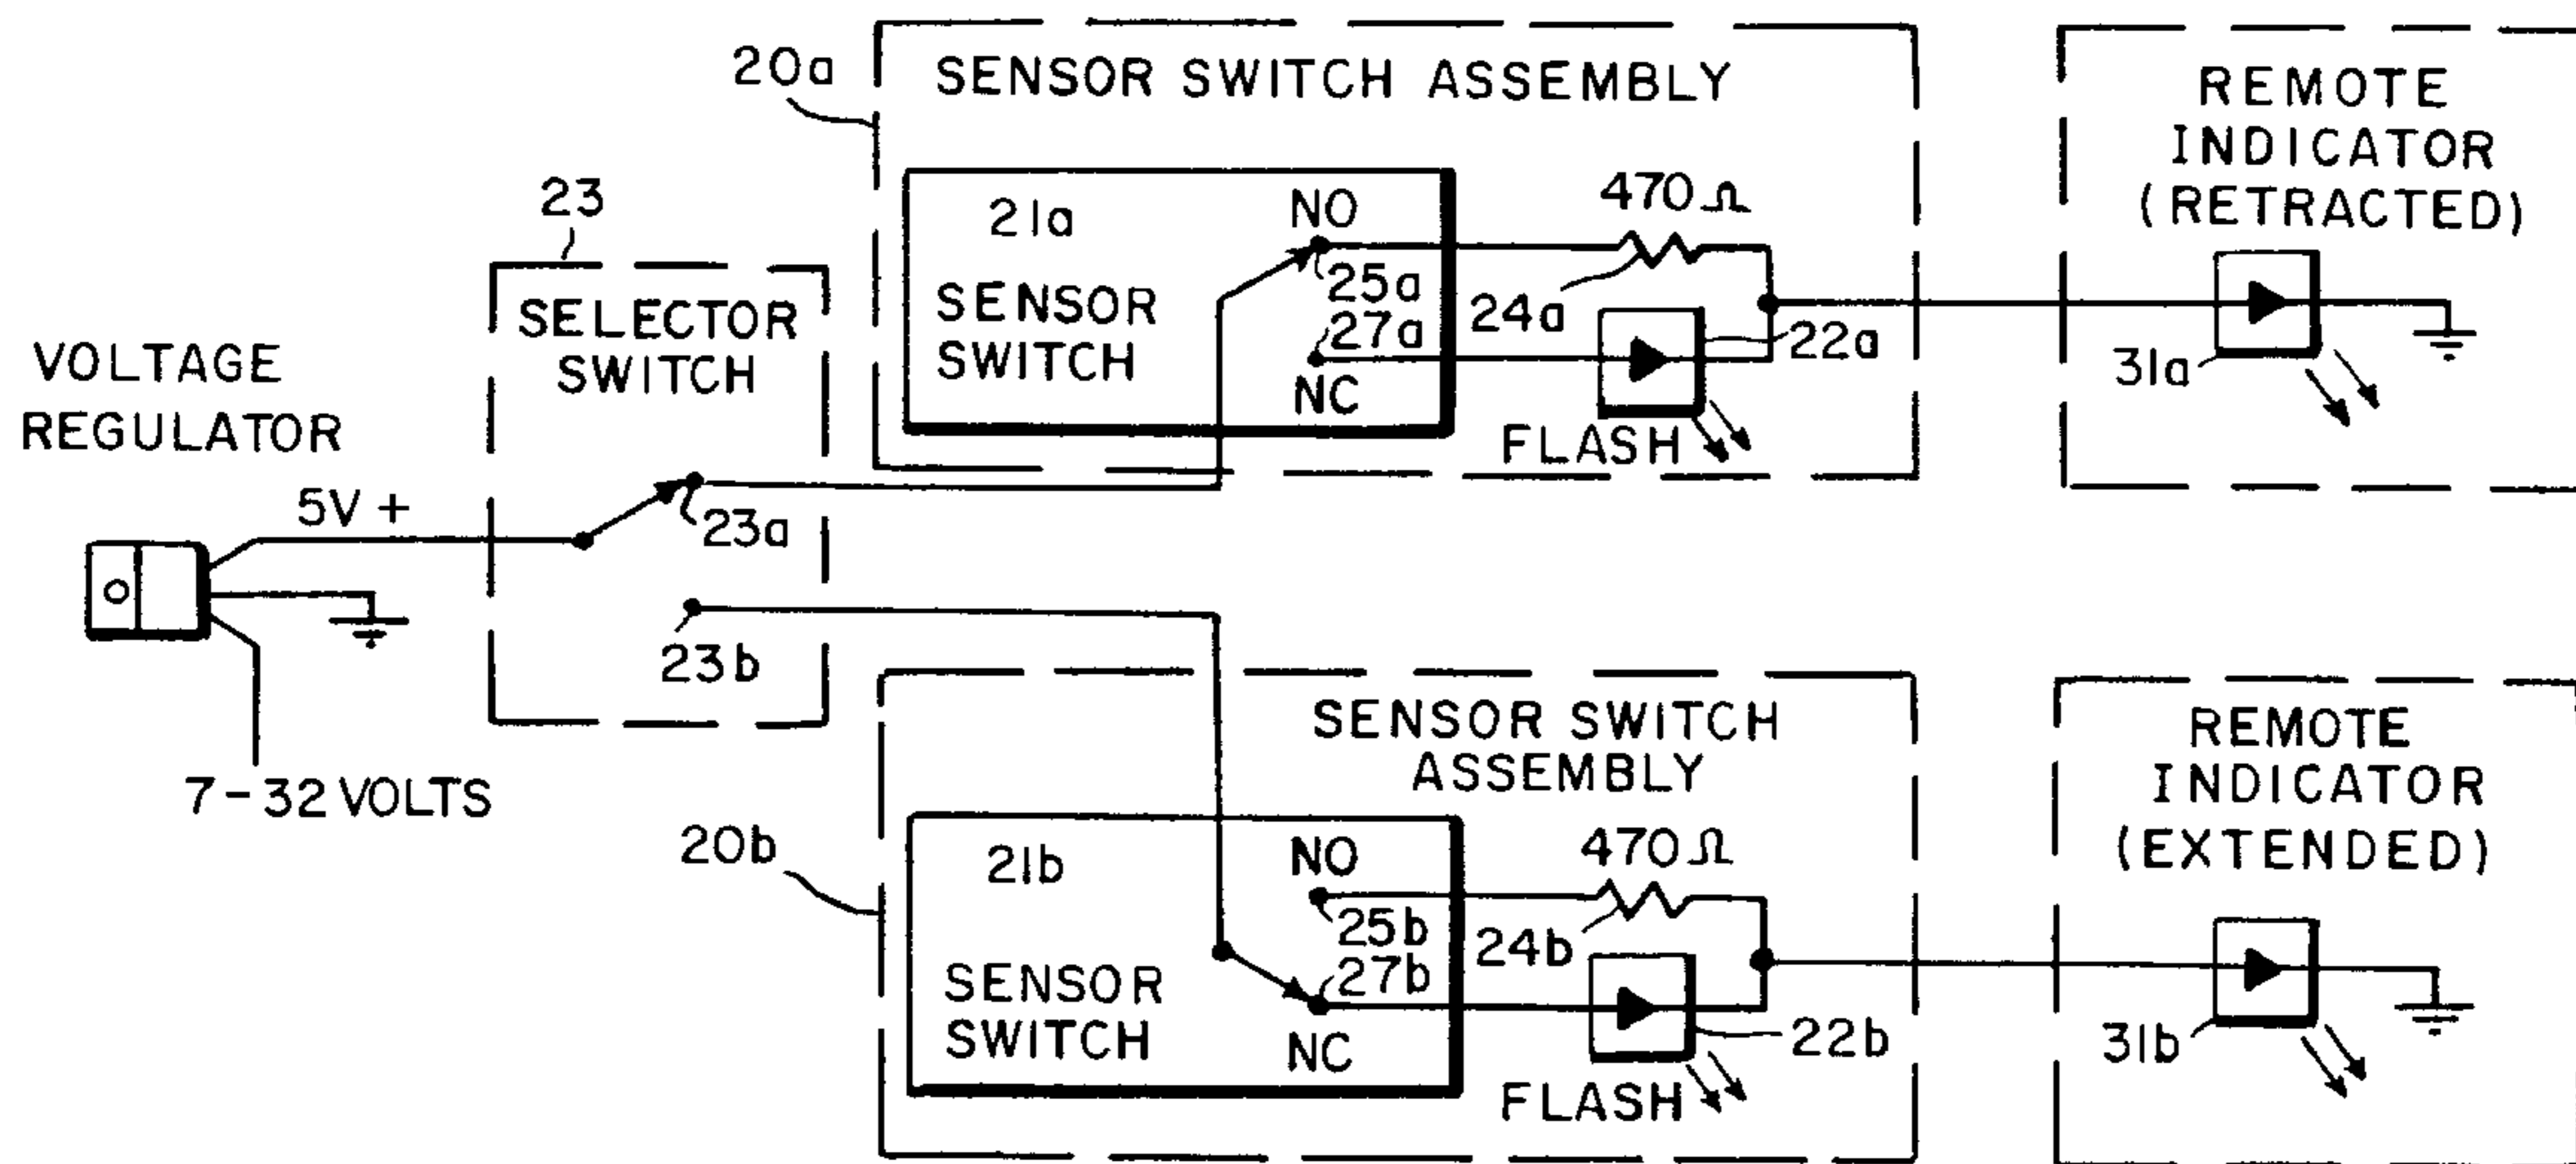 20a
SENSOR SWITCH ASSEMBLY
REMOTE
INDICATOR
(RETRACTED)
23
21a
NO
470 Ω
25a
24a
SENSOR
SWITCH
27a
NC
22a
FLASH
31a
SELECTOR
SWITCH
VOLTAGE
REGULATOR
5V +
23a
23b
7-32 VOLTS
20b
SENSOR SWITCH
ASSEMBLY
REMOTE
INDICATOR
(EXTENDED)
21b
NO
470 Ω
25b
24b
SENSOR
SWITCH
27b
NC
22b
FLASH
31b